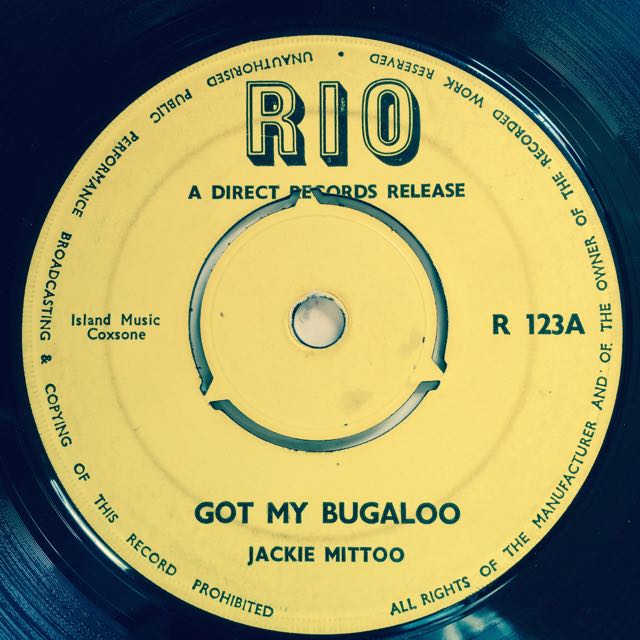 RIO
A DIRECT RECORDS RELEASE
Island Music
Coxsone
R 123A
GOT MY BUGALOO
JACKIE MITTOO
ALL RIGHTS OF THE MANUFACTURER AND OF THE OWNER OF THE RECORDED WORK RESERVED
UNAUTHORISED PUBLIC PERFORMANCE BROADCASTING & COPYING OF THIS RECORD PROHIBITED